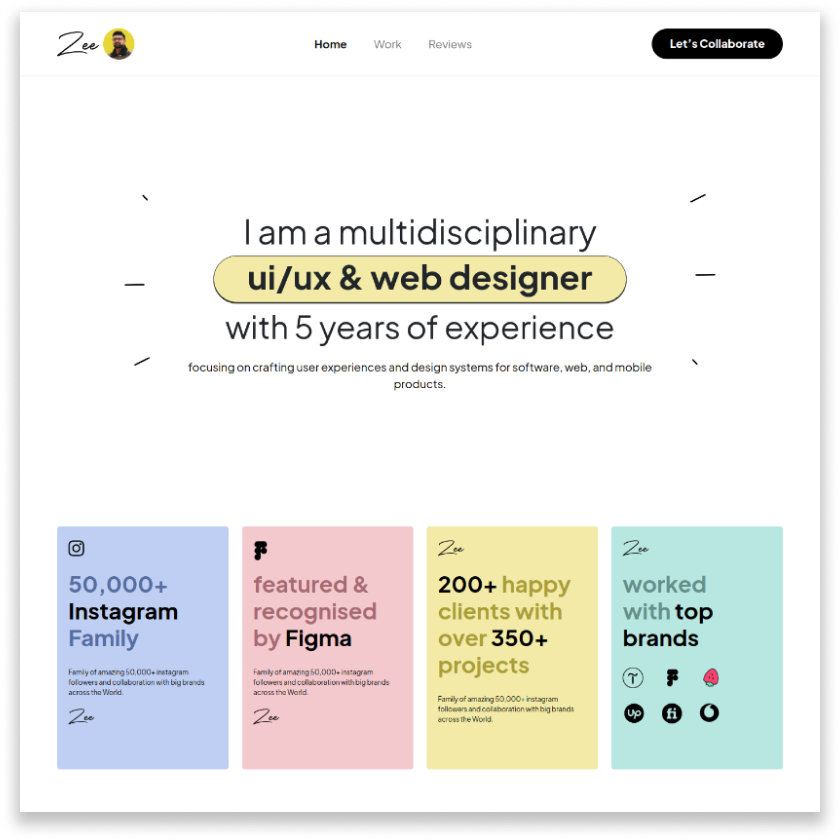 Zee
Home
Work
Reviews
Let's Collaborate
I am a multidisciplinary
ui/ux & web designer
with 5 years of experience
focusing on crafting user experiences and design systems for software, web, and mobile
products.
50,000+
Instagram
Family
Family of amazing 50,000+ instagram
followers and collaboration with big brands
across the World.
Zee
featured &
recognised
by Figma
Family of amazing 50,000+ instagram
followers and collaboration with big brands
across the World.
Zee
Zee
200+ happy
clients with
over 350+
projects
Family of amazing 50,000+ instagram
followers and collaboration with big brands
across the World.
Zee
worked
with top
brands
up
fi